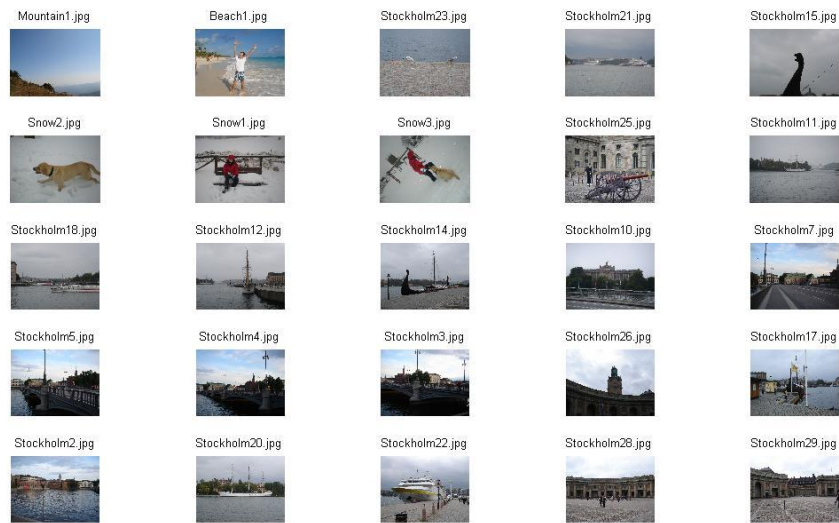 Mountain1.jpg Beach1.jpg Stockholm23.jpg Stockholm21.jpg Stockholm15.jpg
Snow2.jpg Snow1.jpg Snow3.jpg Stockholm25.jpg Stockholm11.jpg
Stockholm18.jpg Stockholm12.jpg Stockholm14.jpg Stockholm10.jpg Stockholm7.jpg
Stockholm5.jpg Stockholm4.jpg Stockholm3.jpg Stockholm26.jpg Stockholm17.jpg
Stockholm2.jpg Stockholm20.jpg Stockholm22.jpg Stockholm28.jpg Stockholm29.jpg